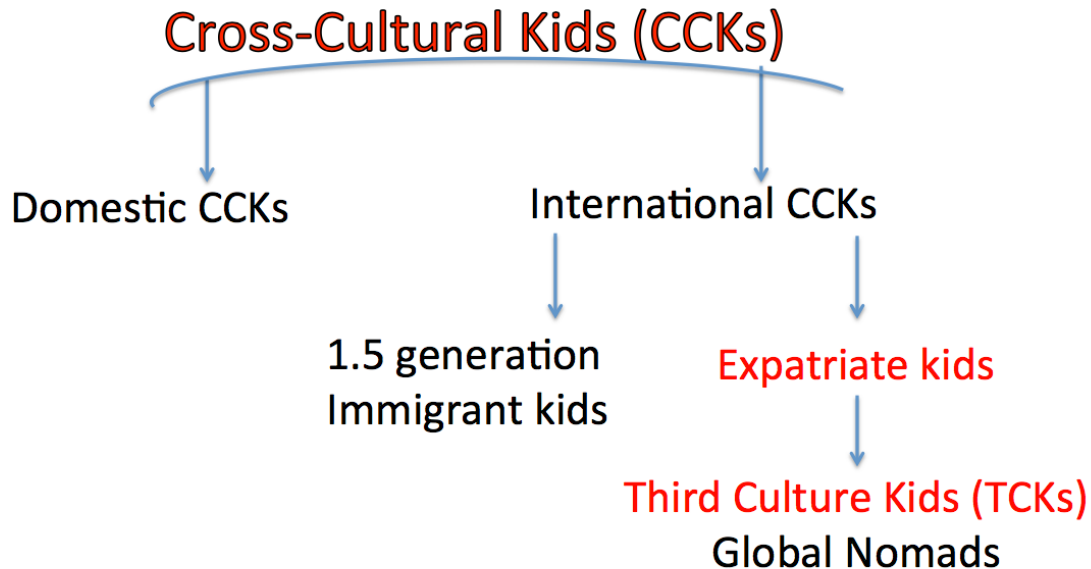 Cross-Cultural Kids (CCKs)
Domestic CCKs
International CCKs
1.5 generation
Immigrant kids
Expatriate kids
Third Culture Kids (TCKs)
Global Nomads